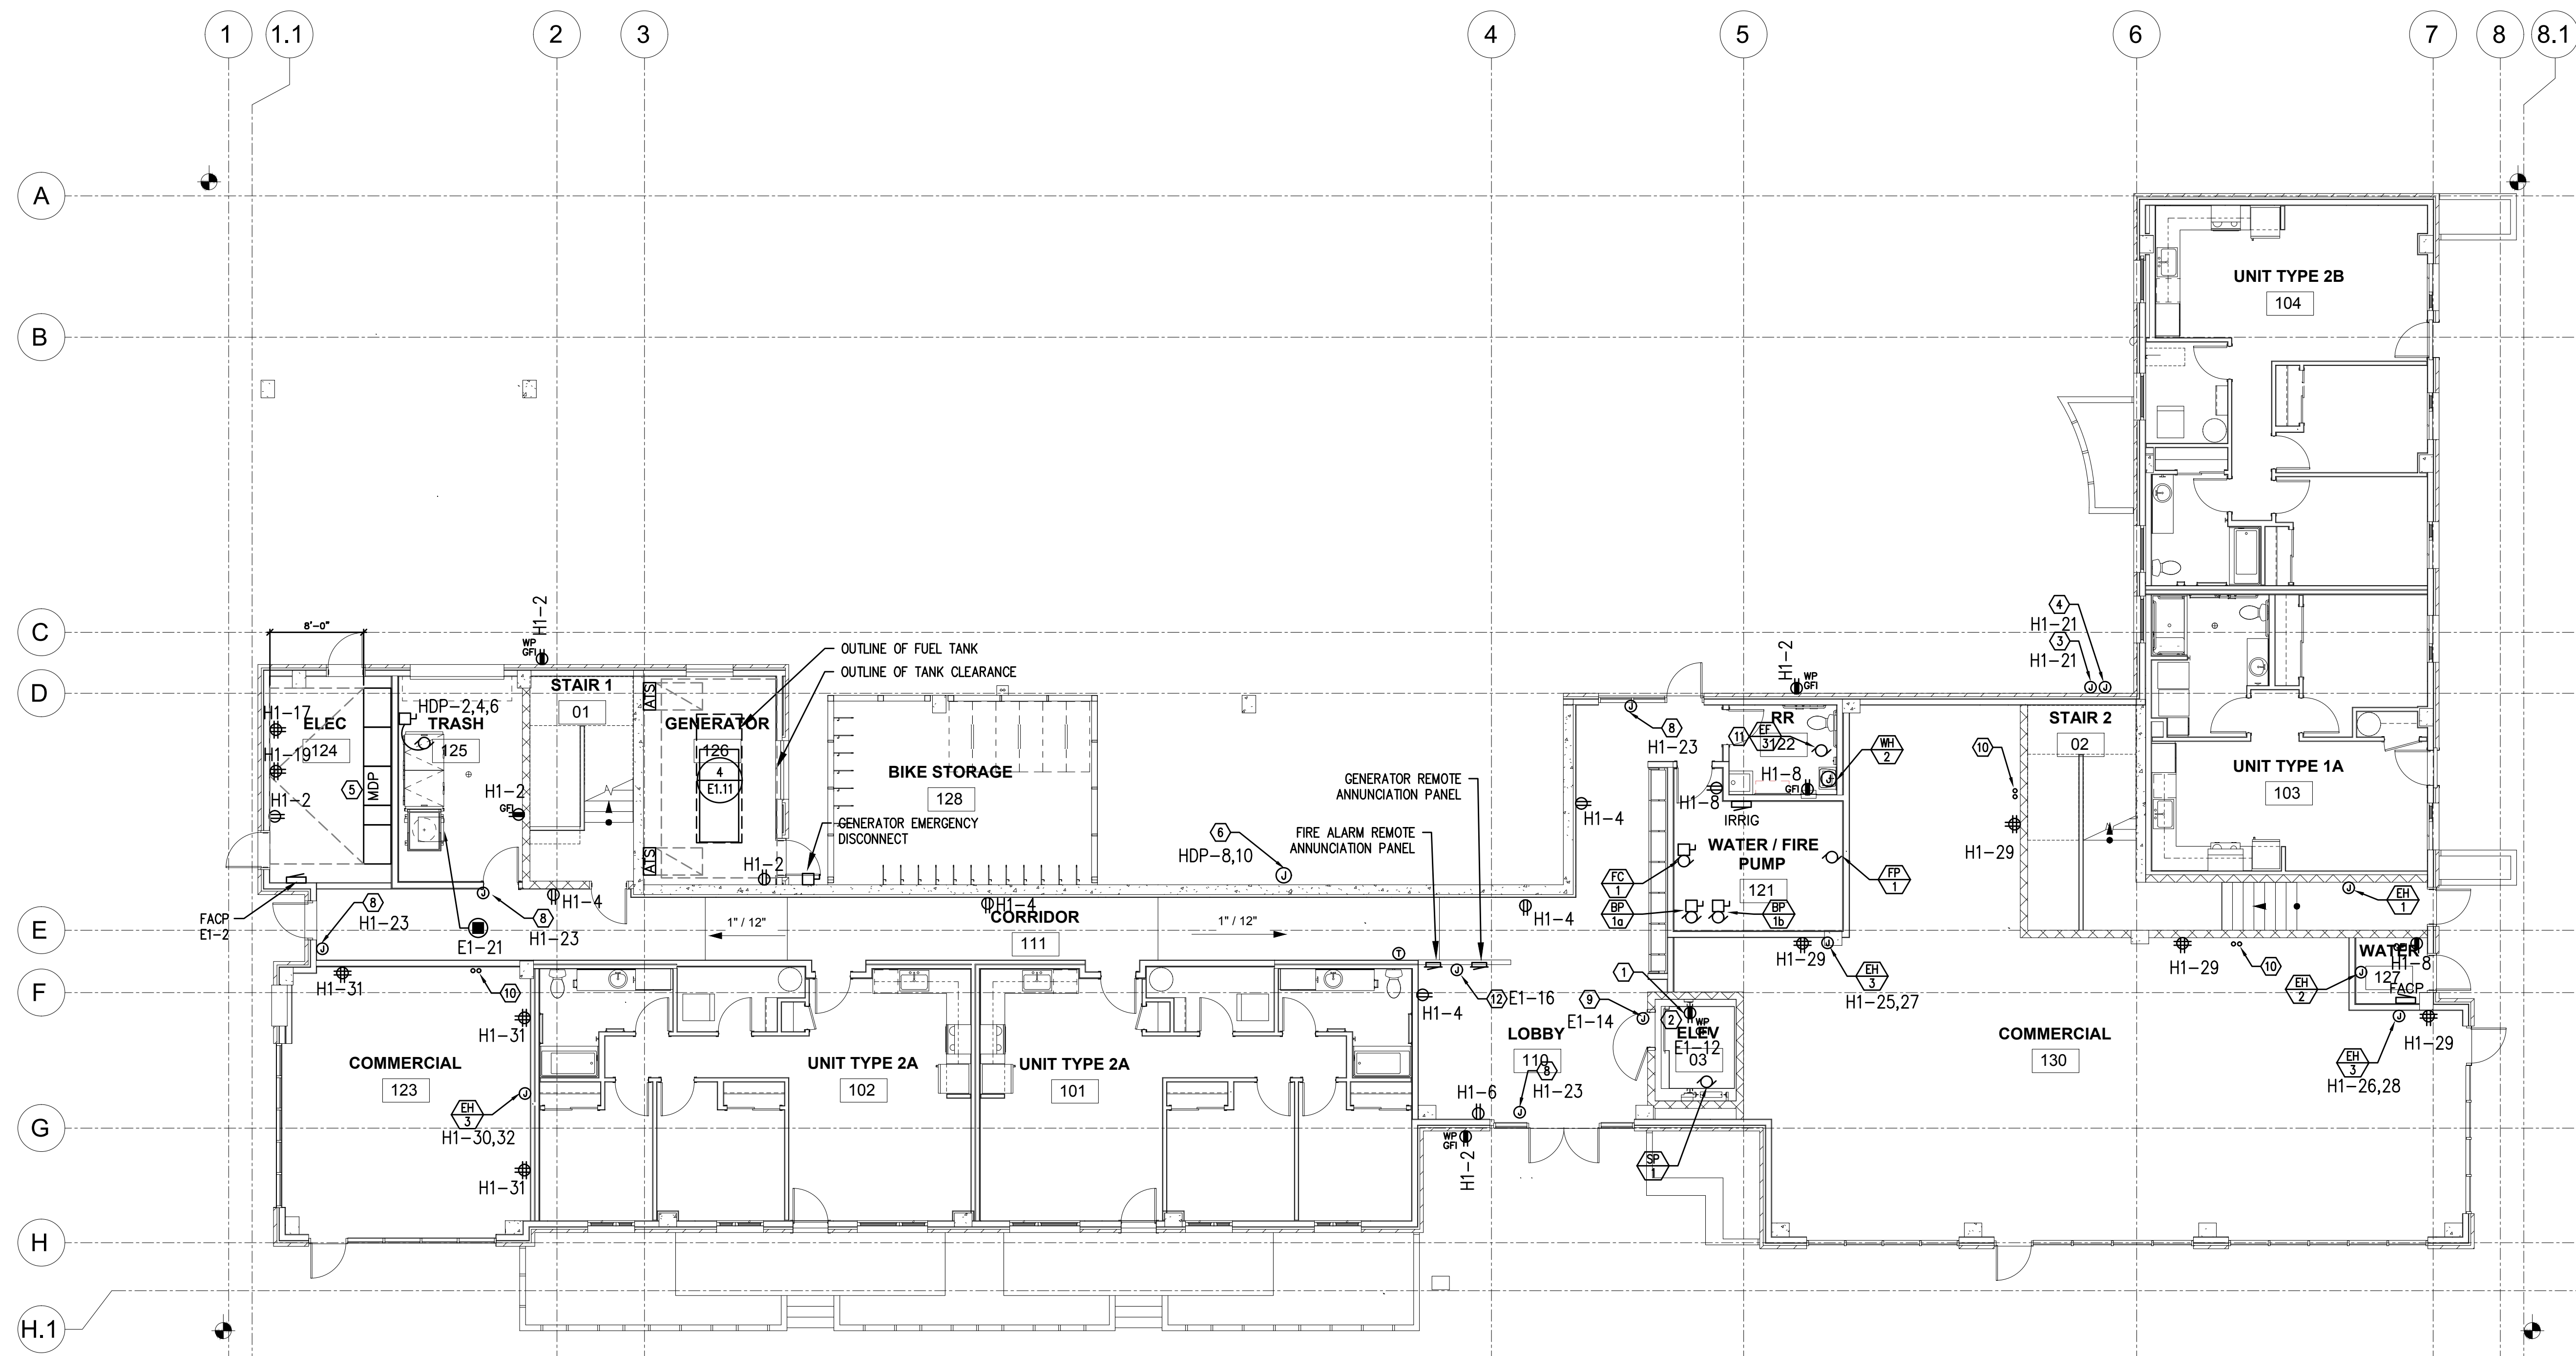 1
1.1
2
3
4
5
6
7
8
8.1
A
B
C
D
E
F
G
H
H.1
UNIT TYPE 2B
104
4
H1-21
3
H1-21
8'-0"
WP
GFI
H1-2
OUTLINE OF FUEL TANK
OUTLINE OF TANK CLEARANCE
H1-2
WP
GFI
H1-17
ELEC
124
H1-19
H1-2
5
MDP
HDP-2,4,6
TRASH
125
H1-2
GFI
STAIR 1
01
ATS
GENERATOR
126
4
E1.11
ATS
H1-2
GENERATOR EMERGENCY
DISCONNECT
BIKE STORAGE
128
6
HDP-8,10
GENERATOR REMOTE
ANNUNCIATION PANEL
FIRE ALARM REMOTE
ANNUNCIATION PANEL
8
H1-23
H1-4
RR
122
11
EF
3
WH
2
H1-8
GFI
H1-8
IRRIG
WATER / FIRE
PUMP
121
FC
1
BP
1a
BP
1b
FP
1
10
H1-29
STAIR 2
02
UNIT TYPE 1A
103
FACP
E1-2
8
H1-23
E1-21
8
H1-23
H1-4
1" / 12"
H1-4
CORRIDOR
111
1" / 12"
H1-4
T
12
E1-16
H1-4
H1-29
EH
3
H1-25,27
EH
1
H1-29
10
WATER
127
GFI
H1-8
EH
2
FACP
H1-31
10
H1-31
COMMERCIAL
123
EH
3
H1-30,32
H1-31
UNIT TYPE 2A
102
UNIT TYPE 2A
101
LOBBY
110
8
H1-23
H1-6
WP
GFI
H1-2
1
9
E1-14
2
WP
GFI
ELEV
E1-12
03
SP
1
COMMERCIAL
130
EH
3
H1-26,28
H1-29